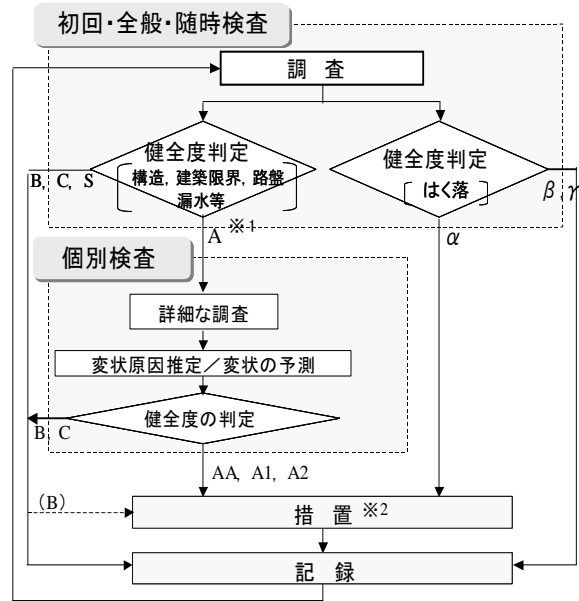 初回・全般・随時検査
調 査
健全度判定
構造，建築限界，路盤
漏水等
健全度判定
はく落
B, C, S
β, γ
A ※1
α
個別検査
詳細な調査
変状原因推定／変状の予測
健全度の判定
B, C
AA, A1, A2
(B)
措 置 ※2
記 録